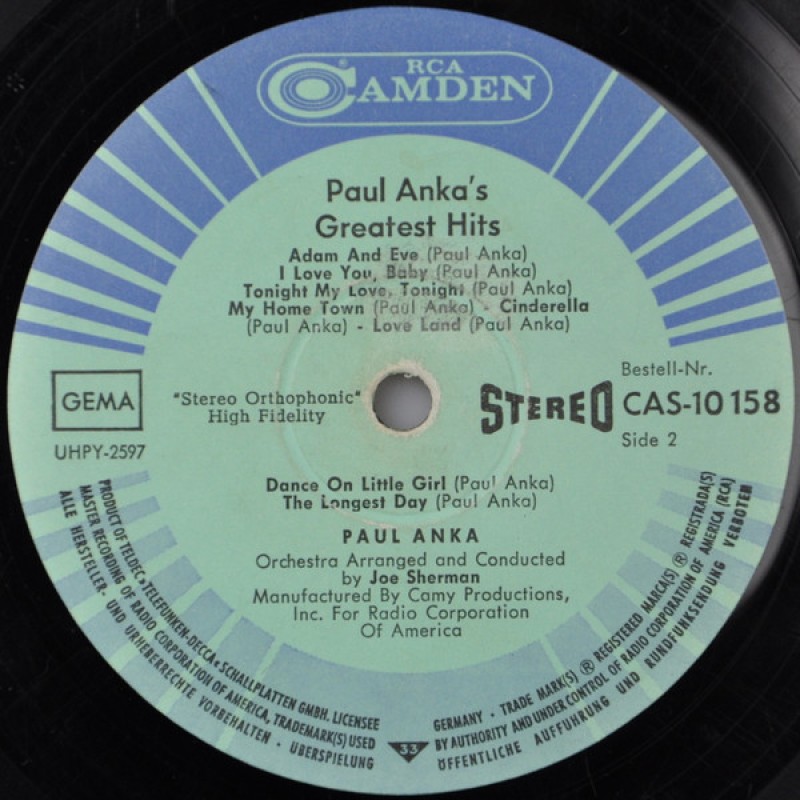 RCA
CAMDEN
®
Paul Anka's
Greatest Hits
Adam And Eve (Paul Anka)
I Love You, Baby (Paul Anka)
Tonight My Love, Tonight (Paul Anka)
My Home Town (Paul Anka) - Cinderella
(Paul Anka) - Love Land (Paul Anka)
GEMA
UHPY-2597
"Stereo Orthophonic"
High Fidelity
STEREO
Bestell-Nr.
CAS-10 158
Side 2
Dance On Little Girl (Paul Anka)
The Longest Day (Paul Anka)
PAUL ANKA
Orchestra Arranged and Conducted
by Joe Sherman
Manufactured By Camy Productions,
Inc. For Radio Corporation
Of America
PRODUCT OF TELDEC »TELEFUNKEN-DECCA« SCHALLPLATTEN GMBH. LICENSEE
MASTER RECORDING OF RADIO CORPORATION OF AMERICA, TRADEMARK(S) USED
ALLE HERSTELLER- UND URHEBERRECHTE VORBEHALTEN · ÜBERSPIELUNG
33
GERMANY · TRADE MARK(S) ® REGISTERED MARCA(S) ® REGISTRADA(S)
BY AUTHORITY AND UNDER CONTROL OF RADIO CORPORATION OF AMERICA (RCA)
ÖFFENTLICHE AUFFÜHRUNG UND RUNDFUNKSENDUNG VERBOTEN